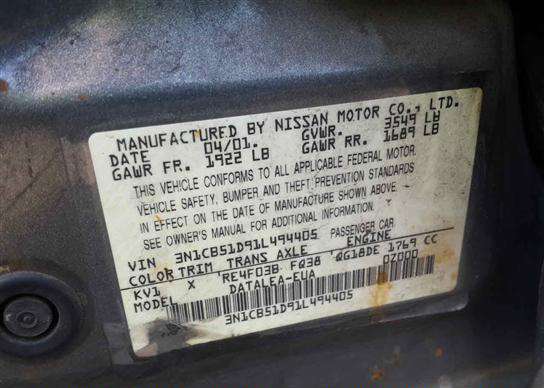 MANUFACTURED BY NISSAN MOTOR CO., LTD.
DATE 04/01. GVWR. 3549 LB
GAWR FR. 1922 LB GAWR RR. 1689 LB
THIS VEHICLE CONFORMS TO ALL APPLICABLE FEDERAL MOTOR
VEHICLE SAFETY, BUMPER AND THEFT PREVENTION STANDARDS
IN EFFECT ON THE DATE OF MANUFACTURE SHOWN ABOVE.
SEE OWNER'S MANUAL FOR ADDITIONAL INFORMATION.
VIN 3N1CB51D91L494405 PASSENGER CAR
COLOR TRIM TRANS AXLE ENGINE
KV1 X RE4F03B FQ38 QG18DE 1769 CC
DATALEA-EUA 0Z000
3N1CB51D91L494405